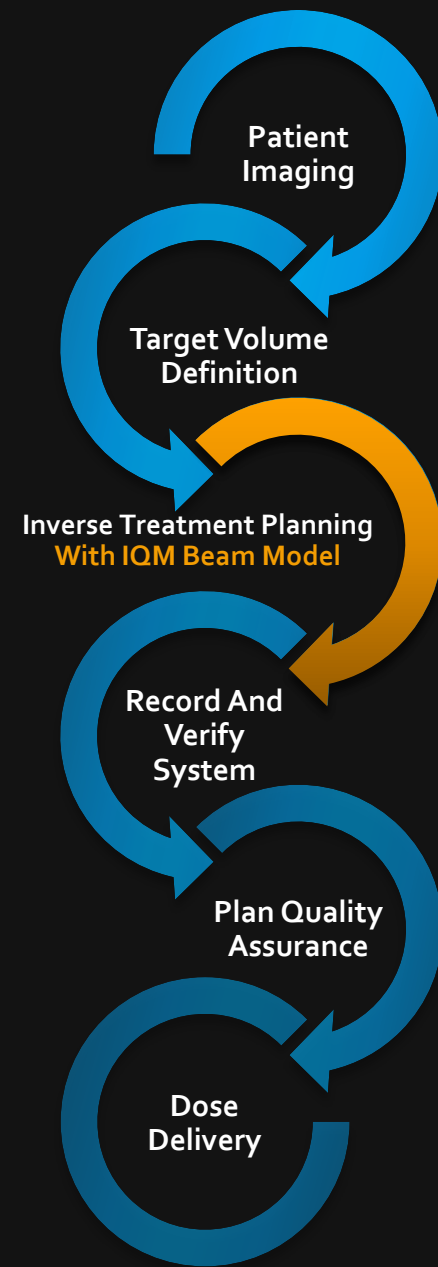 Patient
Imaging
Target Volume
Definition
Inverse Treatment Planning
With IQM Beam Model
Record And
Verify
System
Plan Quality
Assurance
Dose
Delivery